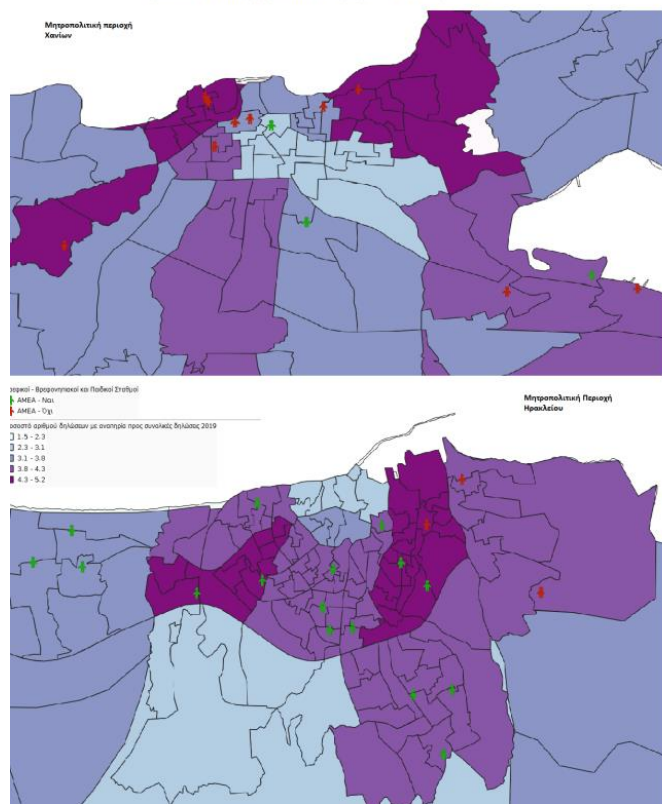 Μητροπολιτική περιοχή
Χανίων
Βρεφονηπιακοί και Παιδικοί Σταθμοί
ΑΜΕΑ - Ναι
ΑΜΕΑ - Όχι
αριθμού δηλώσεων με αναπηρία προς συνολικές δηλώσεις 2019
1.5 - 2.3
2.3 - 3.1
3.1 - 3.8
3.8 - 4.3
4.3 - 5.2
Μητροπολιτική Περιοχή
Ηρακλείου